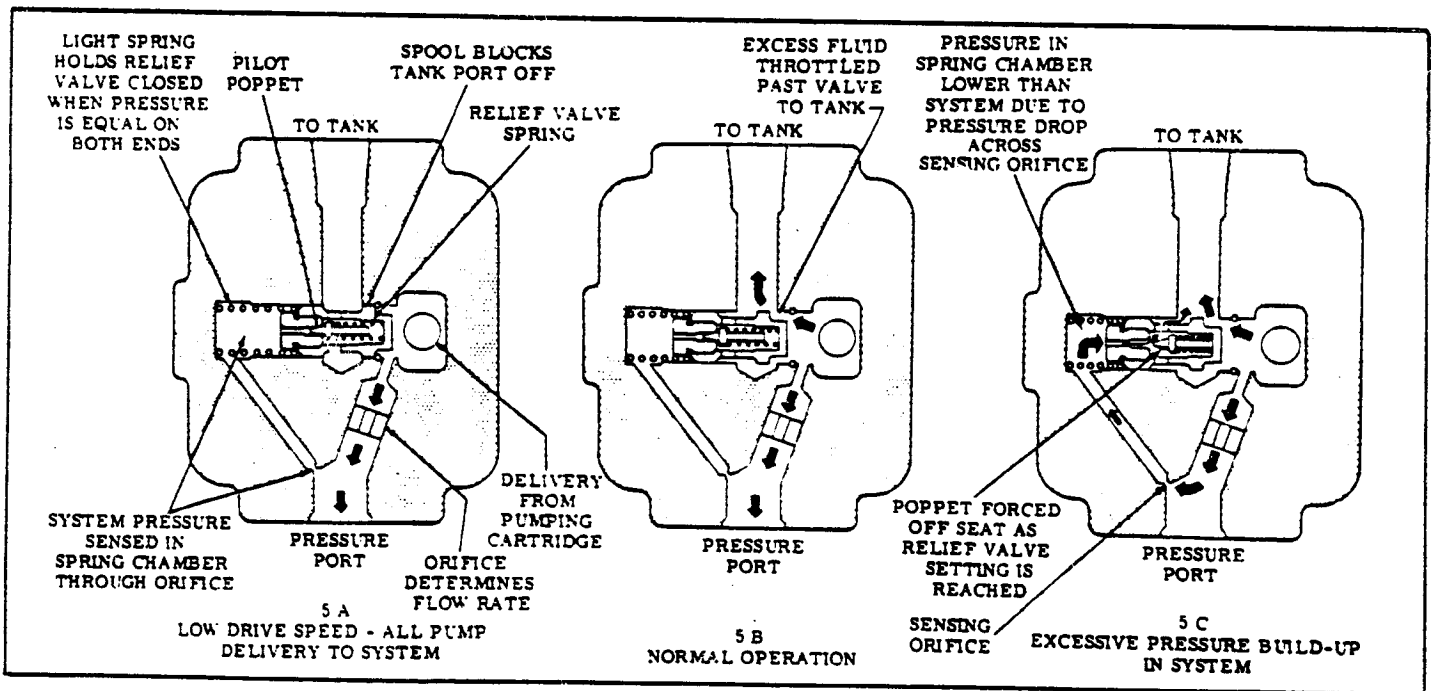 LIGHT SPRING
HOLDS RELIEF
VALVE CLOSED
WHEN PRESSURE
IS EQUAL ON
BOTH ENDS
PILOT
POPPET
SPOOL BLOCKS
TANK PORT OFF
RELIEF VALVE
SPRING
TO TANK
SYSTEM PRESSURE
SENSED IN
SPRING CHAMBER
THROUGH ORIFICE
PRESSURE
PORT
ORIFICE
DETERMINES
FLOW RATE
DELIVERY
FROM
PUMPING
CARTRIDGE
5 A
LOW DRIVE SPEED - ALL PUMP
DELIVERY TO SYSTEM
EXCESS FLUID
THROTTLED
PAST VALVE
TO TANK
TO TANK
PRESSURE
PORT
5 B
NORMAL OPERATION
PRESSURE IN
SPRING CHAMBER
LOWER THAN
SYSTEM DUE TO
PRESSURE DROP
ACROSS
SENSING ORIFICE
TO TANK
POPPET FORCED
OFF SEAT AS
RELIEF VALVE
SETTING IS
REACHED
PRESSURE
PORT
SENSING
ORIFICE
5 C
EXCESSIVE PRESSURE BUILD-UP
IN SYSTEM